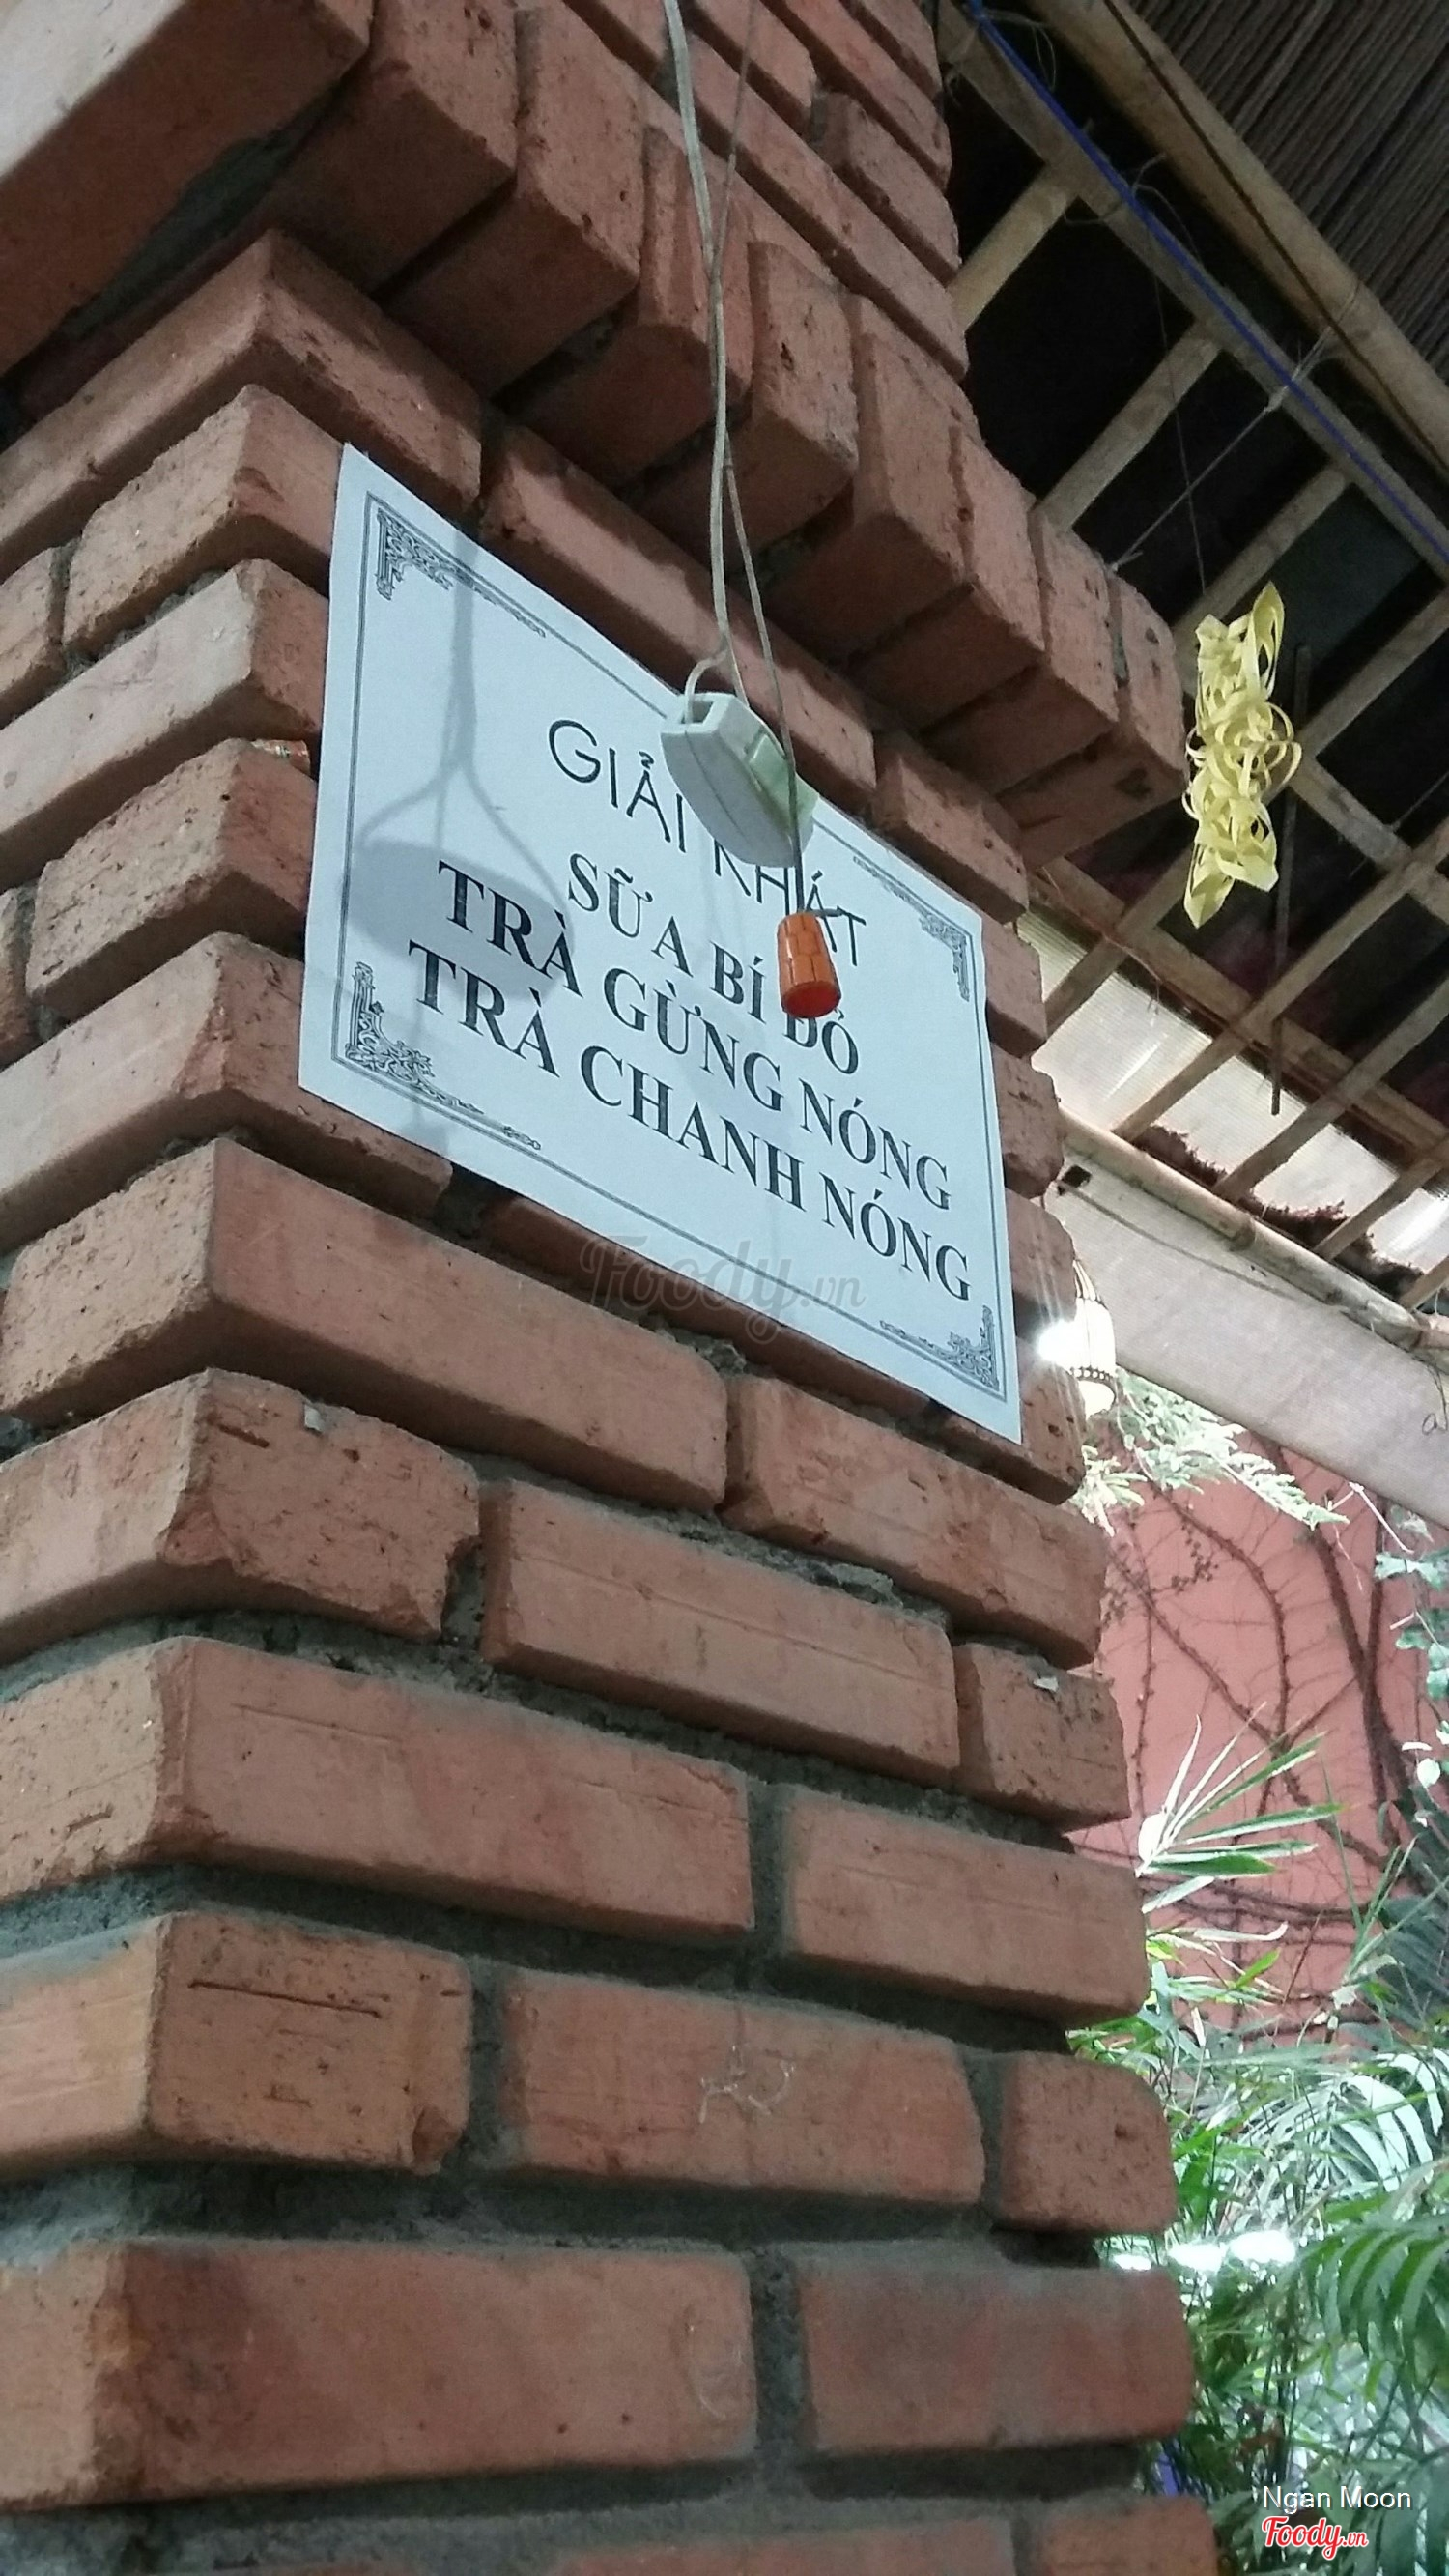 GIẢI KHÁT
SỮA BÍ ĐỎ
TRÀ GỪNG NÓNG
TRÀ CHANH NÓNG
Foody.vn
Ngan Moon
Foody.vn